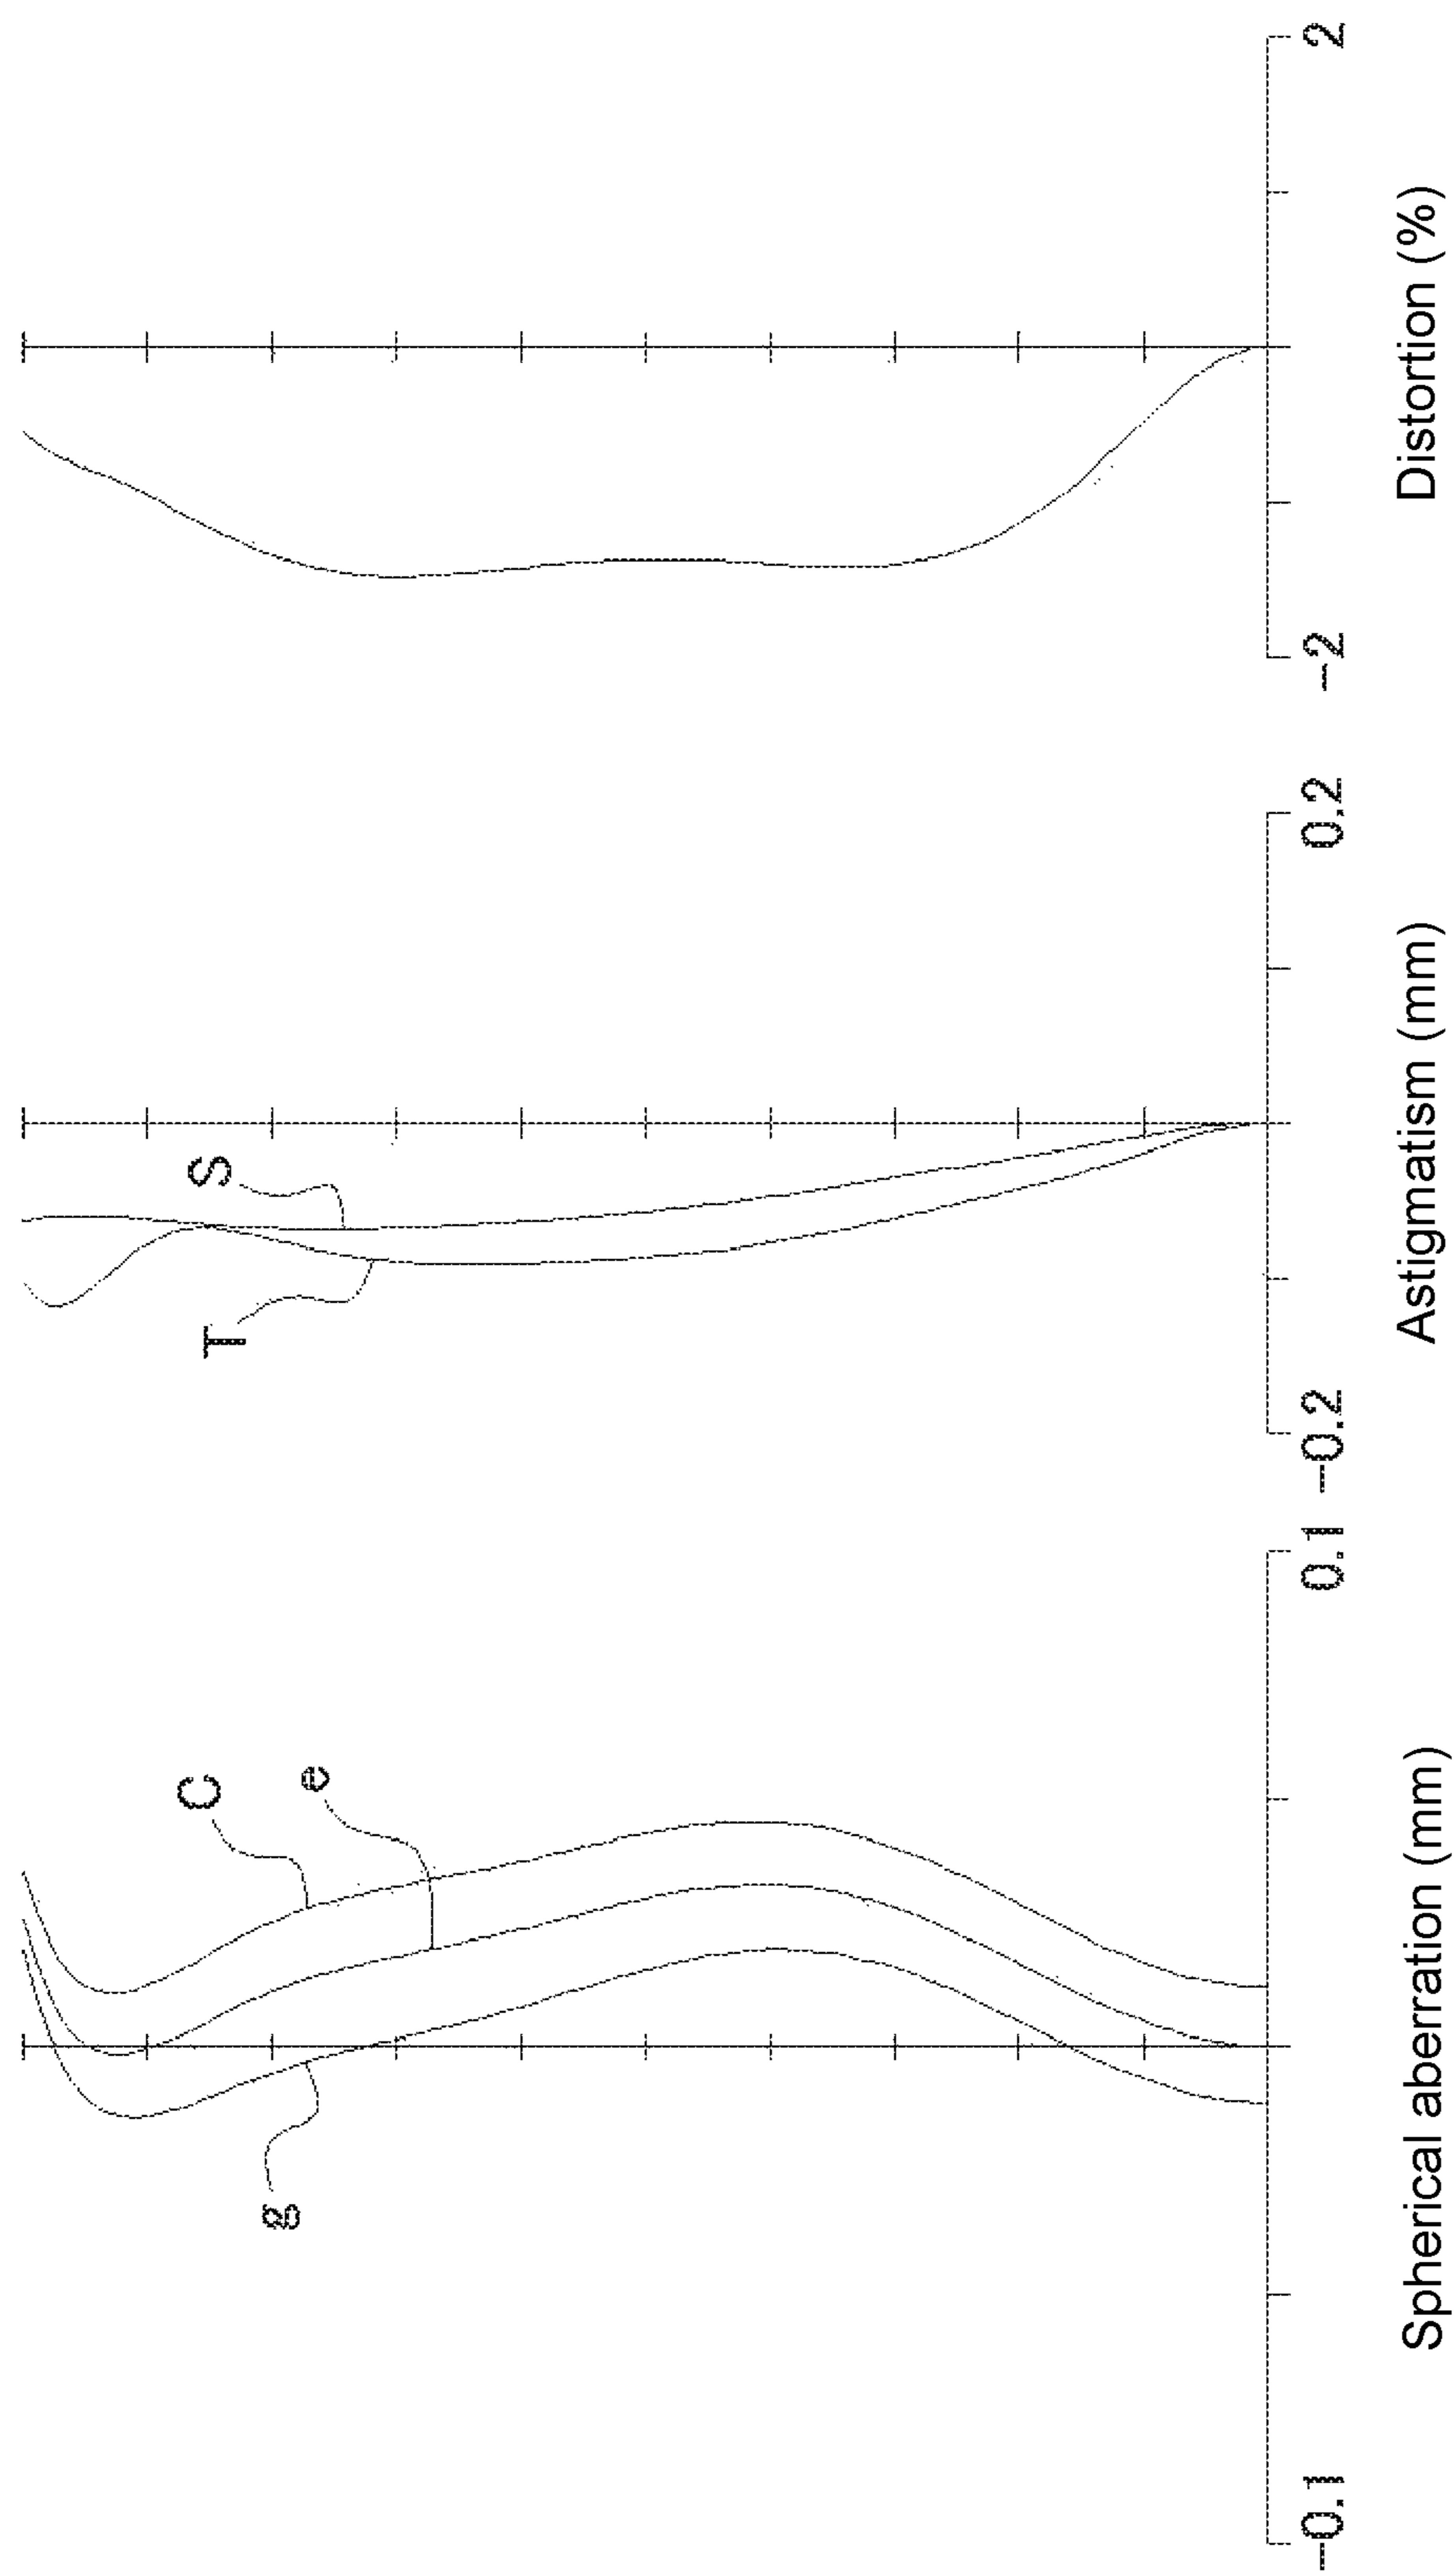 C
e
g
-0.1
0.1
Spherical aberration (mm)
S
T
-0.2
0.2
Astigmatism (mm)
-2
2
Distortion (%)